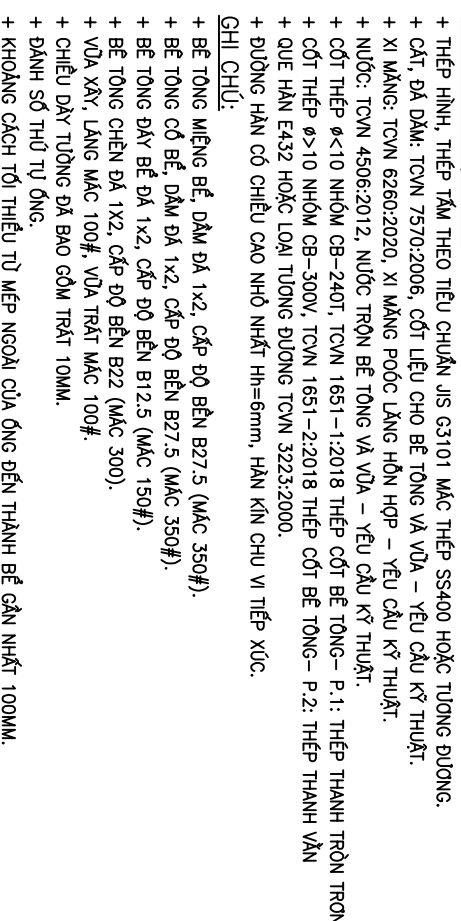 + THÉP HÌNH, THÉP TẤM THEO TIÊU CHUẨN JIS G3101 MÁC THÉP SS400 HOẶC TƯƠNG ĐƯƠNG.
+ CÁT, ĐÁ DĂM: TCVN 7570:2006, CỐT LIỆU CHO BÊ TÔNG VÀ VỮA – YÊU CẦU KỸ THUẬT.
+ XI MĂNG: TCVN 6260:2020, XI MĂNG POÓC LĂNG HỖN HỢP – YÊU CẦU KỸ THUẬT.
+ NƯỚC: TCVN 4506:2012, NƯỚC TRỘN BÊ TÔNG VÀ VỮA – YÊU CẦU KỸ THUẬT.
+ CỐT THÉP Ø<10 NHÓM CB–240T, TCVN 1651–1:2018 THÉP CỐT BÊ TÔNG– P.1: THÉP THANH TRÒN TRƠN
+ CỐT THÉP Ø>10 NHÓM CB–300V, TCVN 1651–2:2018 THÉP CỐT BÊ TÔNG– P.2: THÉP THANH VẰN
+ QUE HÀN E432 HOẶC LOẠI TƯƠNG ĐƯƠNG TCVN 3223:2000.
+ ĐƯỜNG HÀN CÓ CHIỀU CAO NHỎ NHẤT Hh=6mm, HÀN KÍN CHU VI TIẾP XÚC.
GHI CHÚ:
+ BÊ TÔNG MIỆNG BỂ, DẦM ĐÁ 1x2, CẤP ĐỘ BỀN B27.5 (MÁC 350#).
+ BÊ TÔNG CỔ BỂ, DẦM ĐÁ 1x2, CẤP ĐỘ BỀN B27.5 (MÁC 350#).
+ BÊ TÔNG ĐÁY BỂ ĐÁ 1x2, CẤP ĐỘ BỀN B12.5 (MÁC 150#).
+ BÊ TÔNG CHÈN ĐÁ 1X2, CẤP ĐỘ BỀN B22 (MÁC 300).
+ VỮA XÂY, LÁNG MÁC 100#, VỮA TRÁT MÁC 100#.
+ CHIỀU DÀY TƯỜNG ĐÃ BAO GỒM TRÁT 10MM.
+ ĐÁNH SỐ THỨ TỰ ỐNG.
+ KHOẢNG CÁCH TỐI THIỂU TỪ MÉP NGOÀI CỦA ỐNG ĐẾN THÀNH BỂ GẦN NHẤT 100MM.